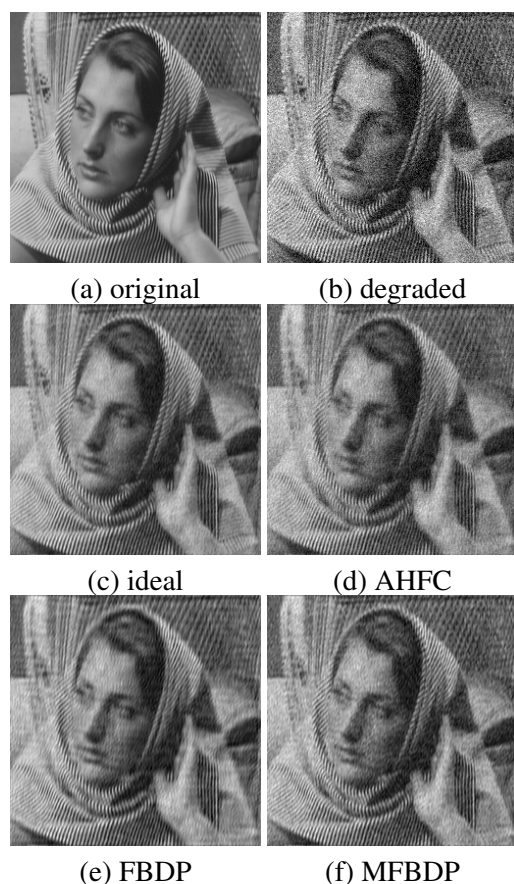 (a) original
(b) degraded
(c) ideal
(d) AHFC
(e) FBDP
(f) MFBDP